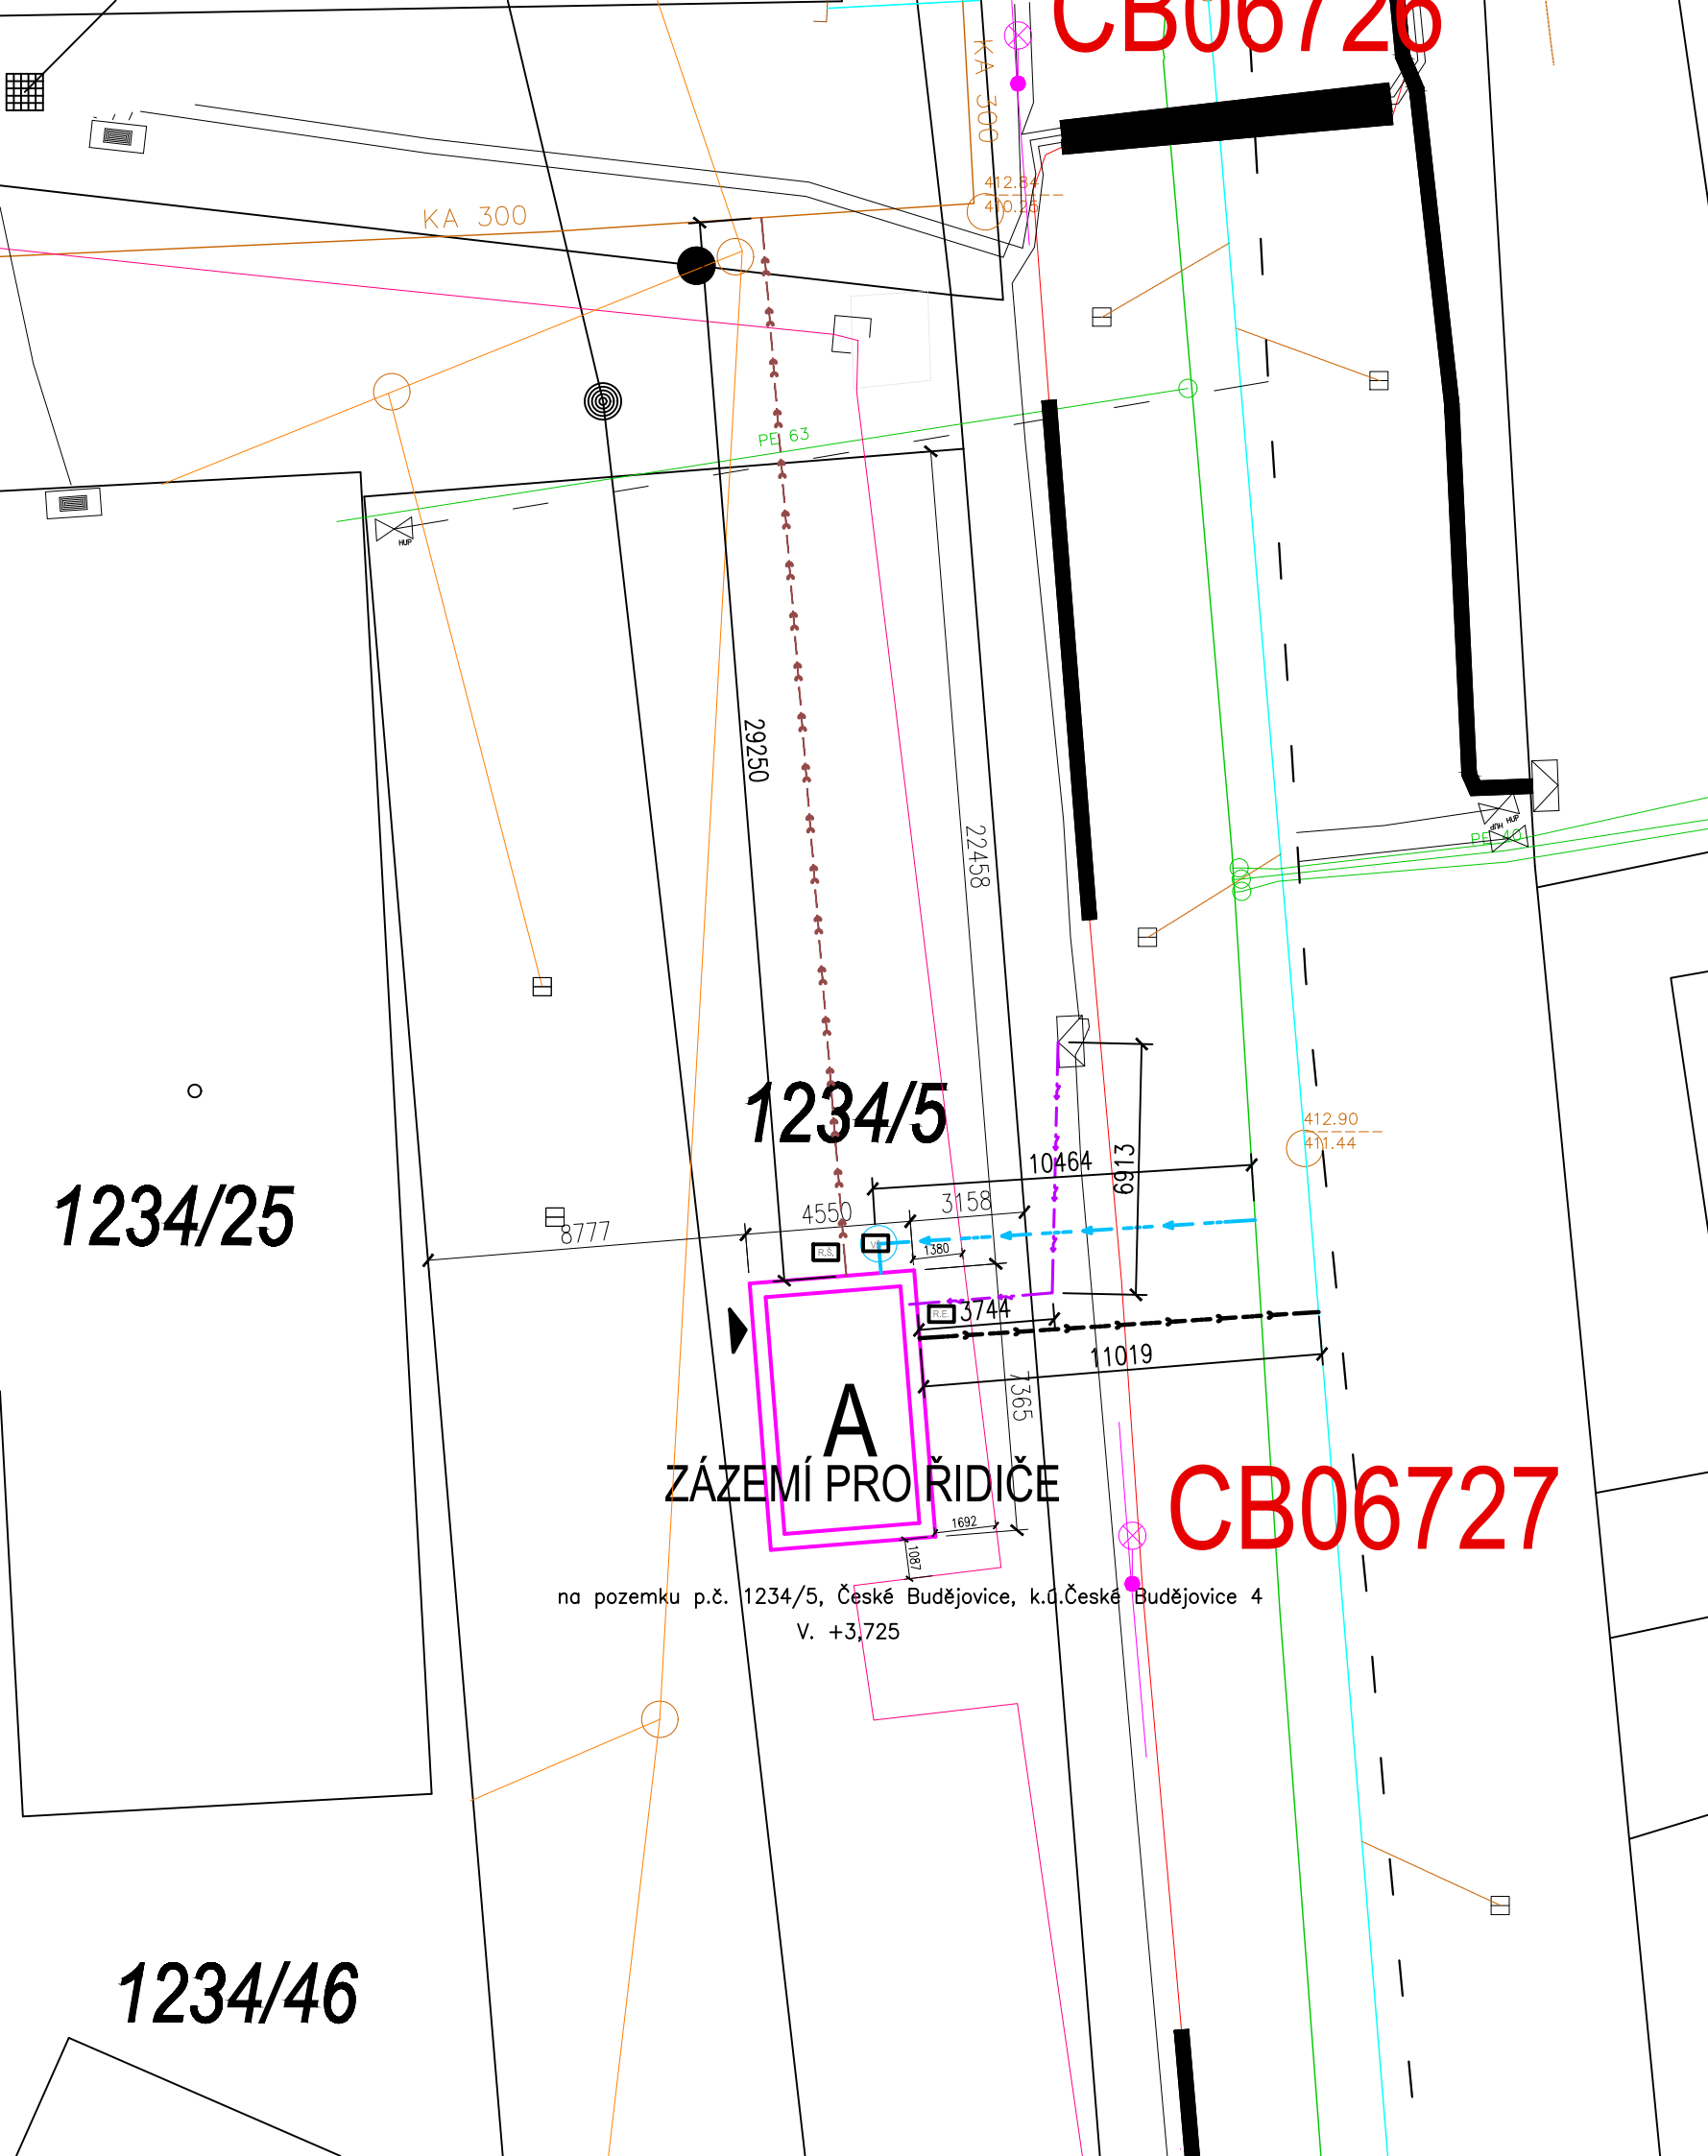 CB06726
KA 300
412.84
410.25
KA 300
PE 63
HUP
29250
22458
HUP
HUP
PE 40
1234/5
412.90
411.44
10464
6913
1234/25
4550
3158
8777
R.Š.
1380
R.E.
3744
11019
7365
A
ZÁZEMÍ PRO ŘIDIČE
CB06727
1692
1087
na pozemku p.č. 1234/5, České Budějovice, k.ú.České Budějovice 4
V. +3,725
1234/46